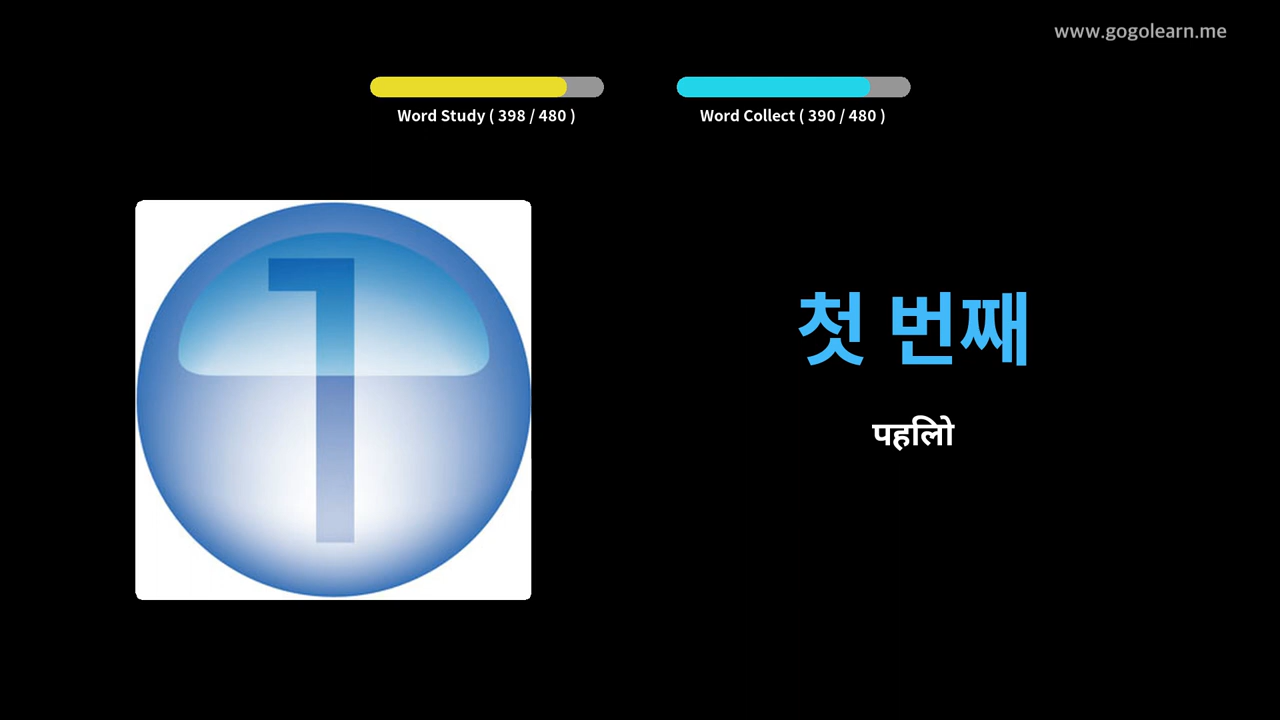 www.gogolearn.me
Word Study ( 398 / 480 )
Word Collect ( 390 / 480 )
1
첫 번째
पहिलो